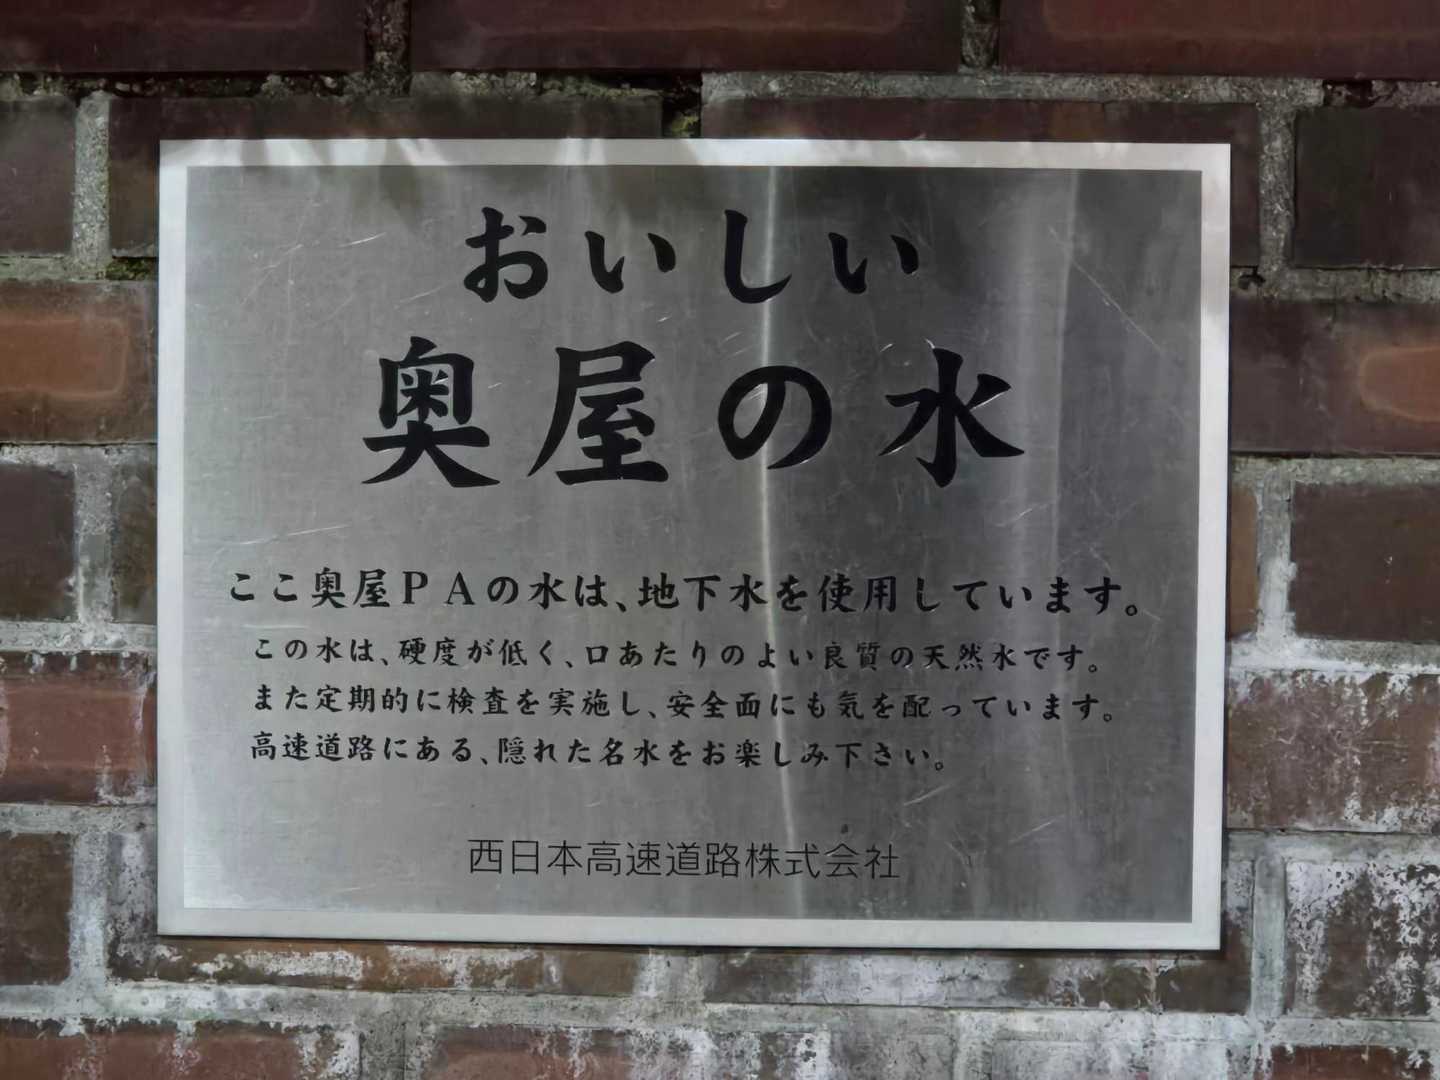 おいしい
奥屋の水
ここ奥屋ＰＡの水は、地下水を使用しています。
この水は、硬度が低く、口あたりのよい良質の天然水です。
また定期的に検査を実施し、安全面にも気を配っています。
高速道路にある、隠れた名水をお楽しみ下さい。
西日本高速道路株式会社